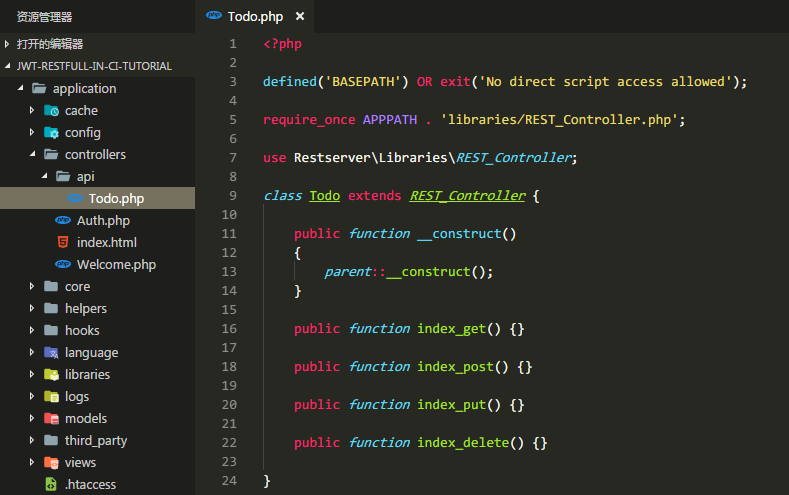 资源管理器
打开的编辑器
JWT-RESTFULL-IN-CI-TUTORIAL
application
cache
config
controllers
api
Todo.php
Auth.php
index.html
Welcome.php
core
helpers
hooks
language
libraries
logs
models
third_party
views
.htaccess
Todo.php ×
1 <?php
2
3 defined('BASEPATH') OR exit('No direct script access allowed');
4
5 require_once APPPATH . 'libraries/REST_Controller.php';
6
7 use Restserver\Libraries\REST_Controller;
8
9 class Todo extends REST_Controller {
10
11 public function __construct()
12 {
13 parent::__construct();
14 }
15
16 public function index_get() {}
17
18 public function index_post() {}
19
20 public function index_put() {}
21
22 public function index_delete() {}
23
24 }